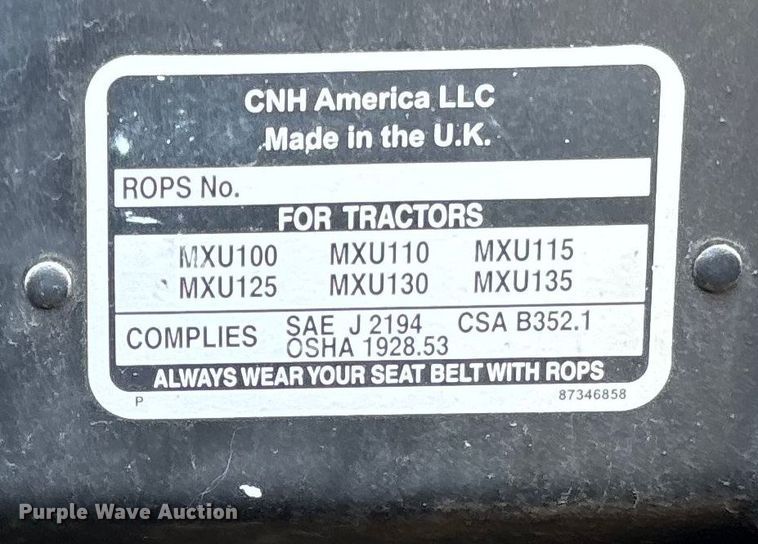 CNH America LLC
Made in the U.K.
ROPS No.
FOR TRACTORS
MXU100 MXU110 MXU115
MXU125 MXU130 MXU135
COMPLIES SAE J 2194 CSA B352.1
OSHA 1928.53
ALWAYS WEAR YOUR SEAT BELT WITH ROPS
P 87346858
Purple Wave Auction